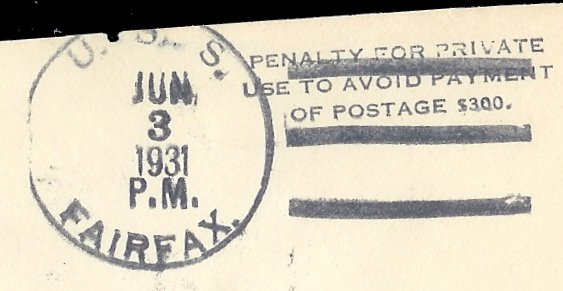 U. S. S.
JUN
3
1931
P.M.
FAIRFAX.
PENALTY FOR PRIVATE
USE TO AVOID PAYMENT
OF POSTAGE $300.